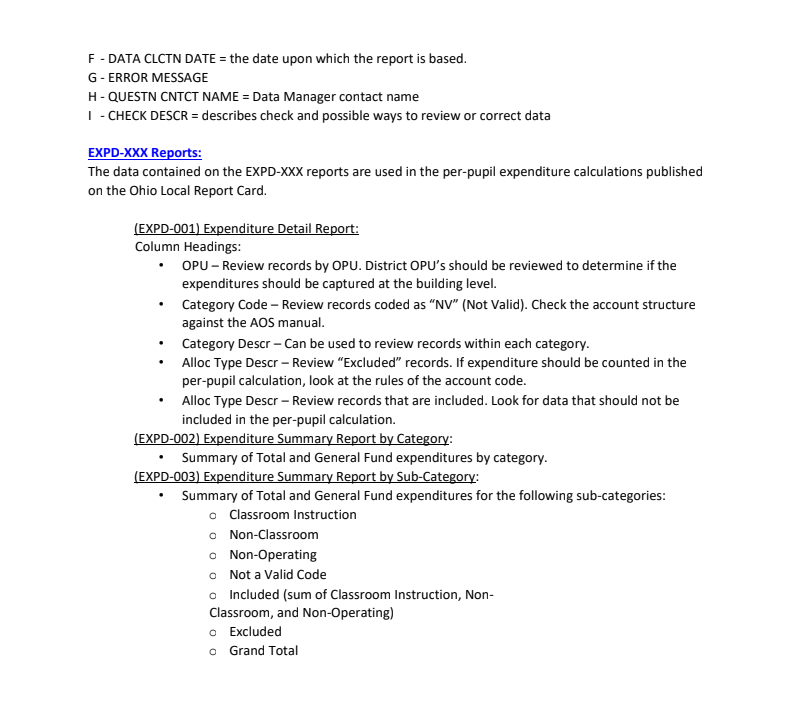 F - DATA CLCTN DATE = the date upon which the report is based.
G - ERROR MESSAGE
H - QUESTN CNTCT NAME = Data Manager contact name
I - CHECK DESCR = describes check and possible ways to review or correct data
EXPD-XXX Reports:
The data contained on the EXPD-XXX reports are used in the per-pupil expenditure calculations published
on the Ohio Local Report Card.
(EXPD-001) Expenditure Detail Report:
Column Headings:
• OPU – Review records by OPU. District OPU’s should be reviewed to determine if the
expenditures should be captured at the building level.
• Category Code – Review records coded as “NV” (Not Valid). Check the account structure
against the AOS manual.
• Category Descr – Can be used to review records within each category.
• Alloc Type Descr – Review “Excluded” records. If expenditure should be counted in the
per-pupil calculation, look at the rules of the account code.
• Alloc Type Descr – Review records that are included. Look for data that should not be
included in the per-pupil calculation.
(EXPD-002) Expenditure Summary Report by Category:
• Summary of Total and General Fund expenditures by category.
(EXPD-003) Expenditure Summary Report by Sub-Category:
• Summary of Total and General Fund expenditures for the following sub-categories:
o Classroom Instruction
o Non-Classroom
o Non-Operating
o Not a Valid Code
o Included (sum of Classroom Instruction, Non-
Classroom, and Non-Operating)
o Excluded
o Grand Total